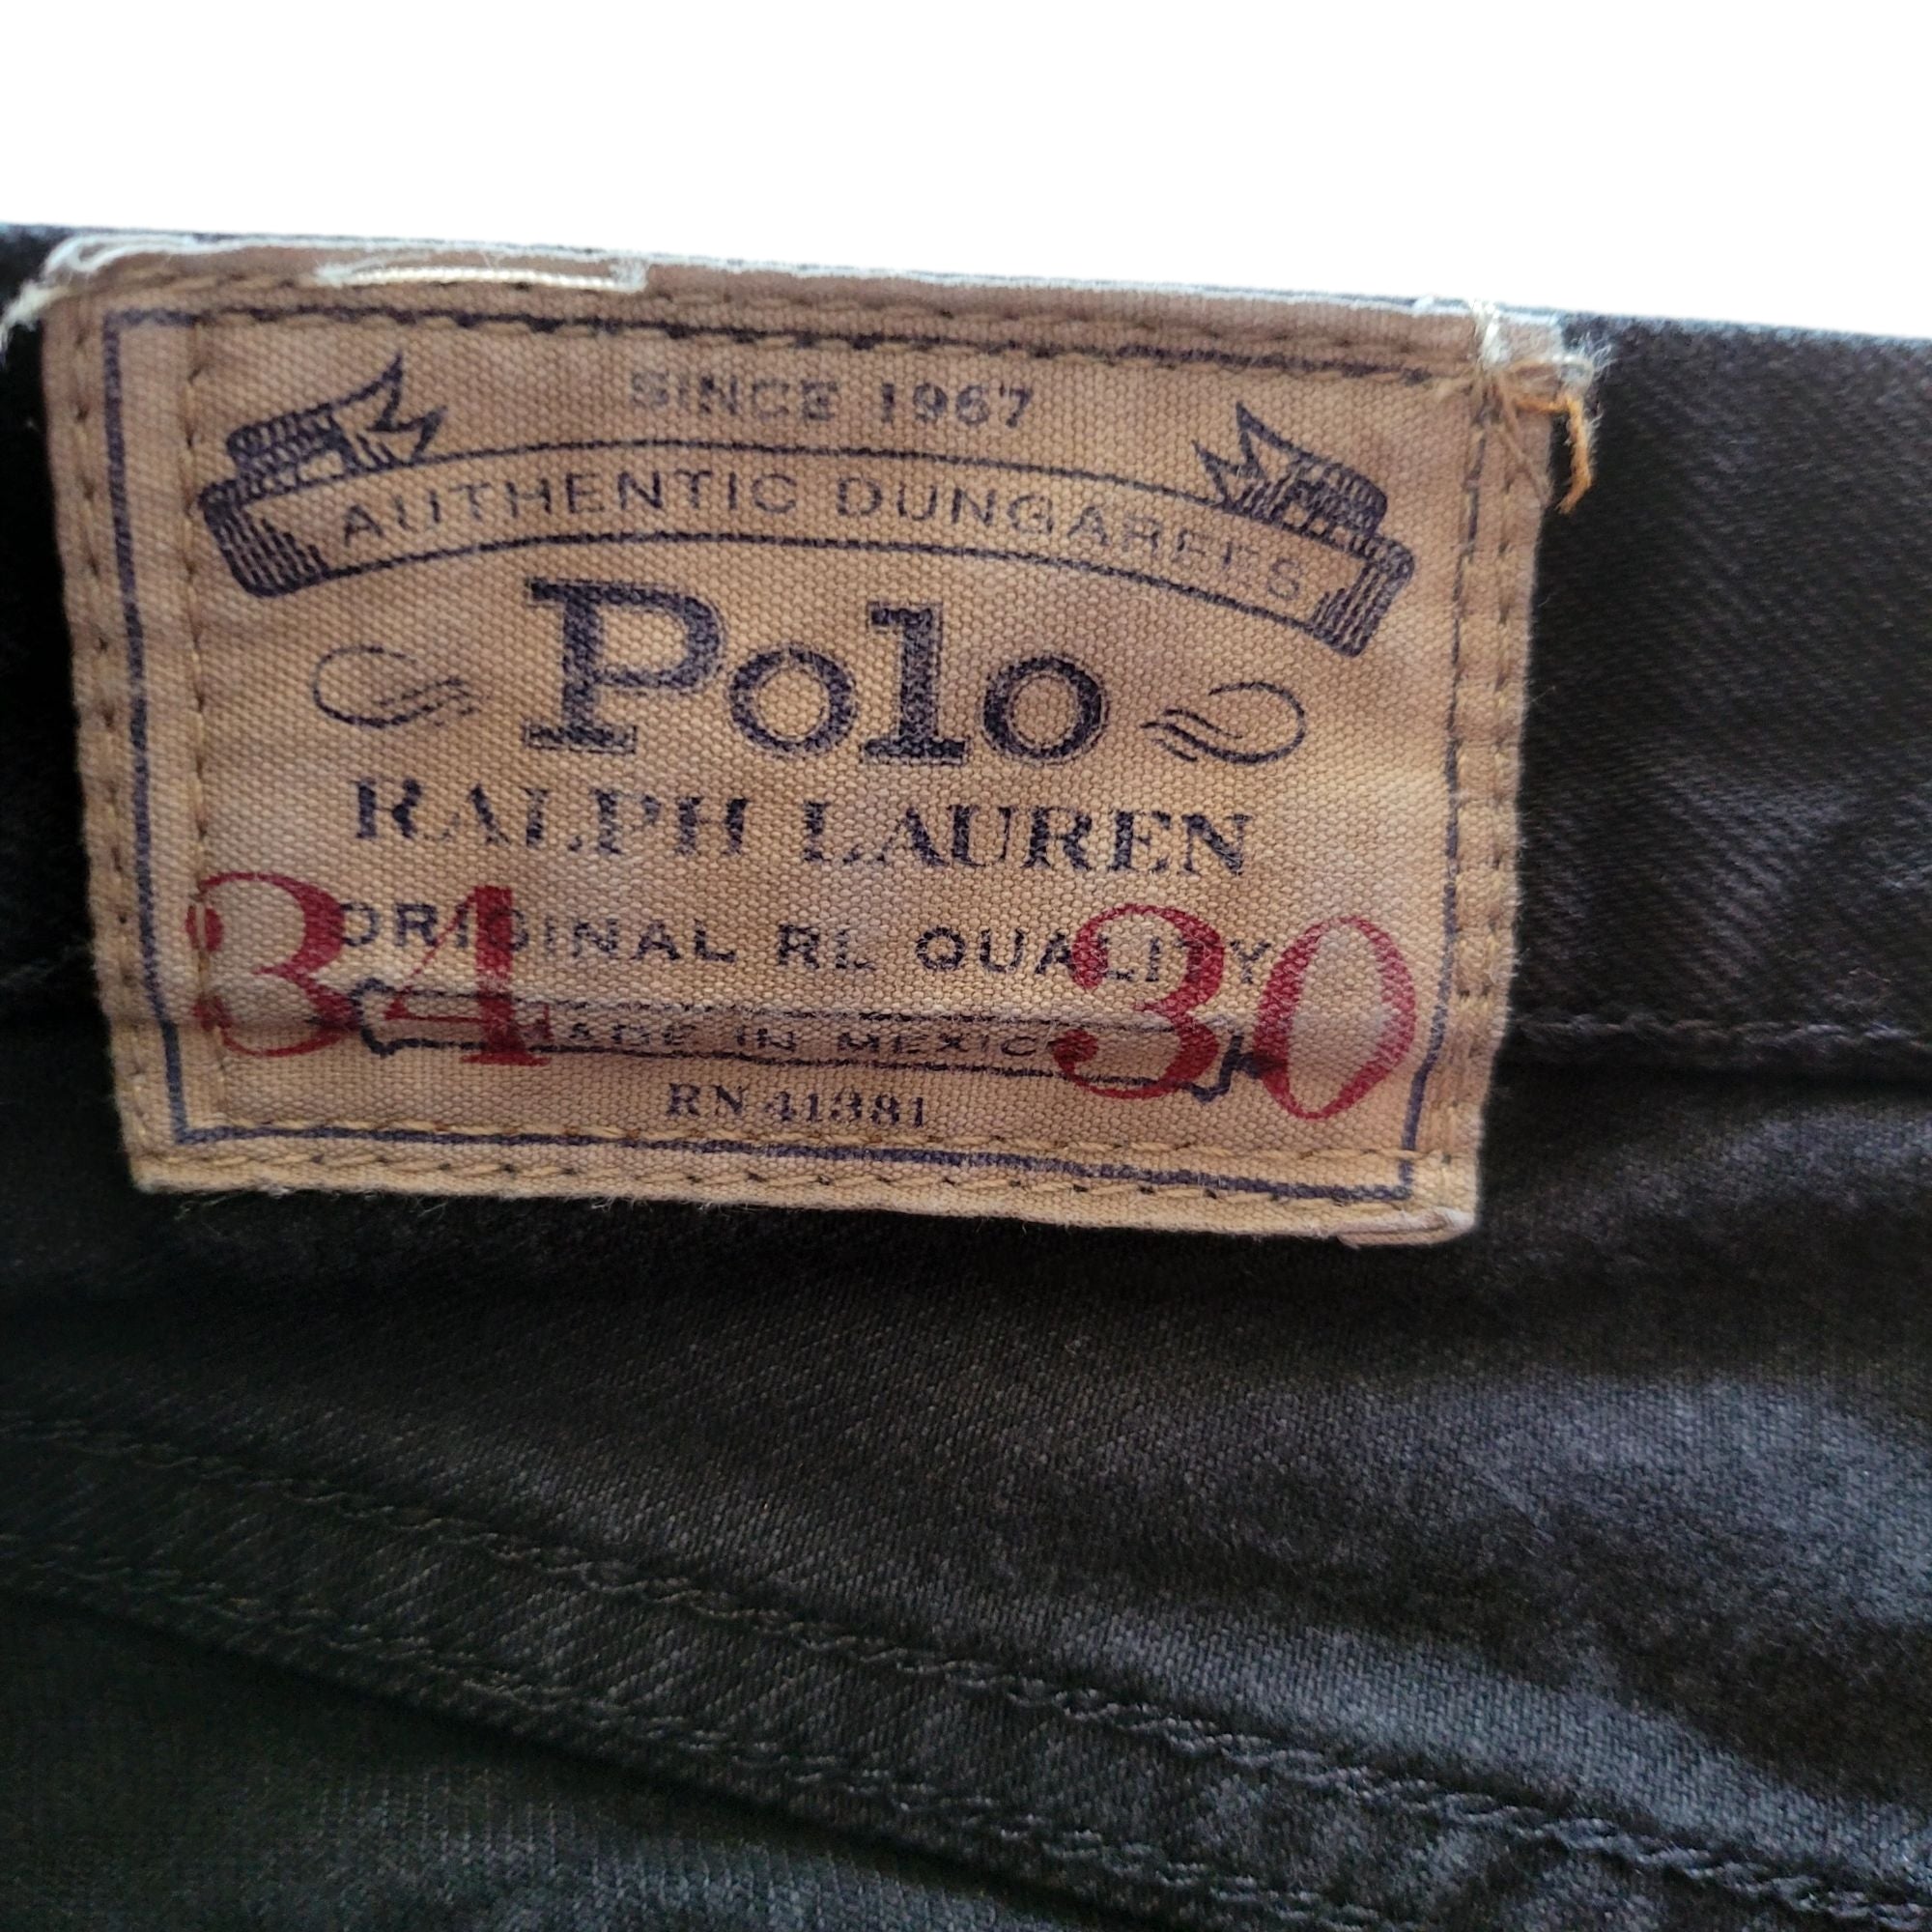 SINCE 1967
AUTHENTIC DUNGAREES
Polo
RALPH LAUREN
ORIGINAL RL QUALITY
34 30
MADE IN MEXICO
RN 41381